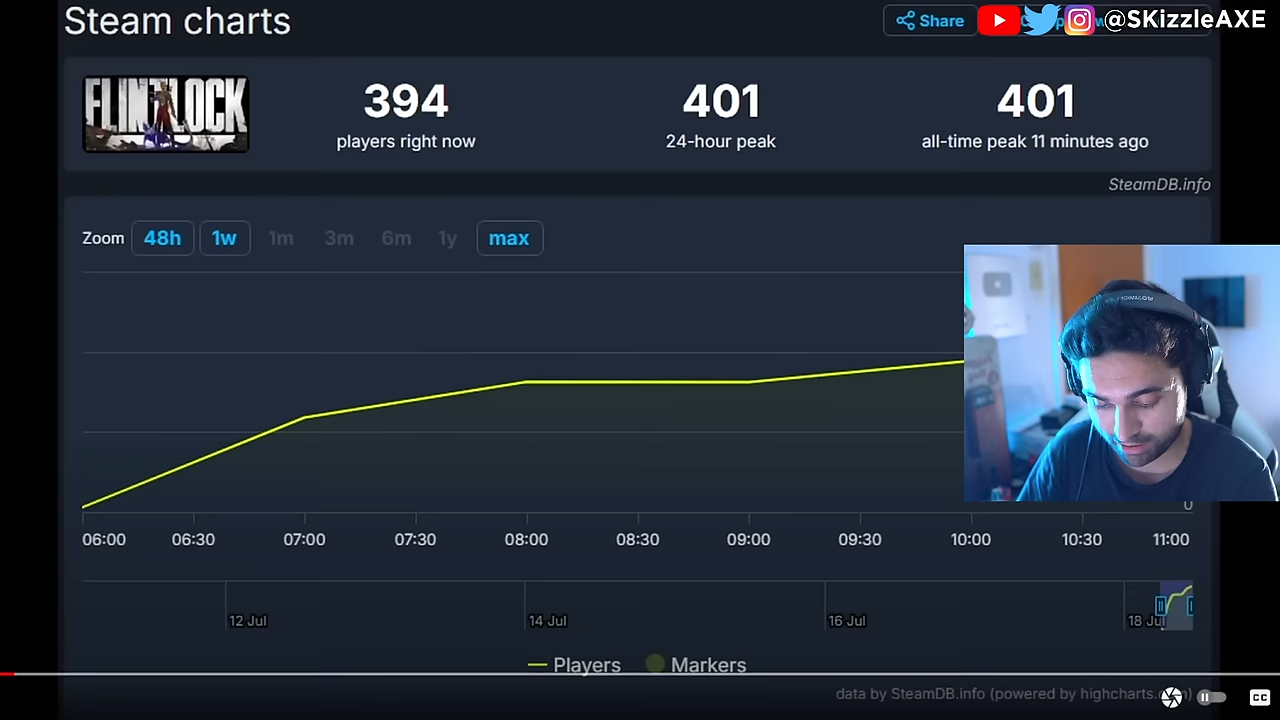 Steam charts
Share
@SKizzleAXE
FLINTLOCK
394
players right now
401
24-hour peak
401
all-time peak 11 minutes ago
SteamDB.info
Zoom 48h 1w 1m 3m 6m 1y max
0
06:00 06:30 07:00 07:30 08:00 08:30 09:00 09:30 10:00 10:30 11:00
12 Jul 14 Jul 16 Jul 18 Jul
Players Markers
data by SteamDB.info (powered by highcharts.
CC